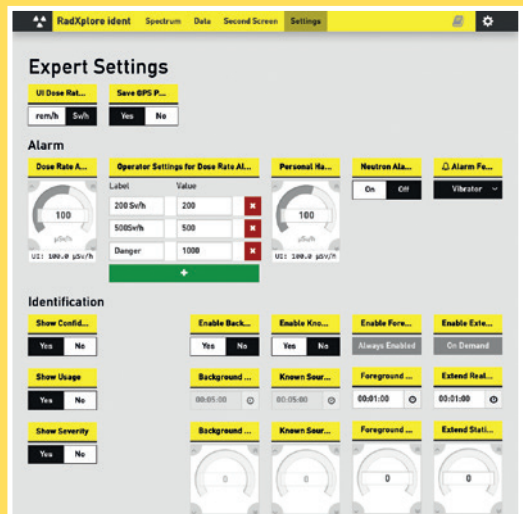 RadXplore ident Spectrum Data Second Screen Settings
Expert Settings
UI Dose Rat... Save GPS P...
rem/h Sv/h Yes No
Alarm
Dose Rate A... Operator Settings for Dose Rate Al... Personal Ha... Neutron Ala... Alarm Fe...
Label Value On Off Vibrator
200 Sv/h 200
100 500Sv/h 500 100
µSv/h Danger 1000 µSv/h
UI: 100.0 µSv/h + UI: 100.0 µSv/h
Identification
Show Confid... Enable Back... Enable Kno... Enable Fore... Enable Exte...
Yes No Yes No Yes No Always Enabled On Demand
Show Usage Background ... Known Sour... Foreground ... Extend Real...
Yes No 00:05:00 00:05:00 00:01:00 00:01:00
Show Severity Background ... Known Sour... Foreground ... Extend Stati...
Yes No 0 0 0 0